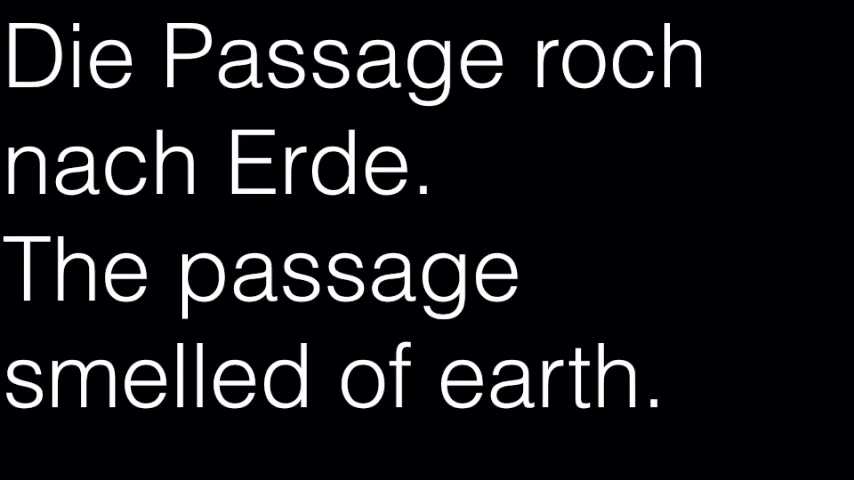 Die Passage roch
nach Erde.
The passage
smelled of earth.